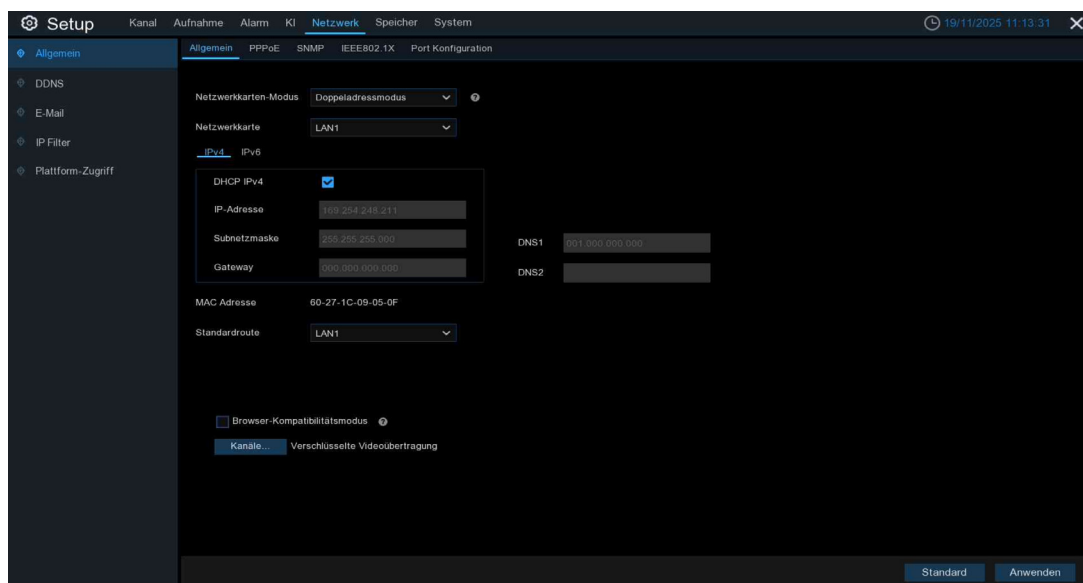 Setup Kanal Aufnahme Alarm KI Netzwerk Speicher System 19/11/2025 11:13:31
Allgemein
DDNS
E-Mail
IP Filter
Plattform-Zugriff
Allgemein PPPoE SNMP IEEE802.1X Port Konfiguration
Netzwerkkarten-Modus Doppeladressmodus
Netzwerkkarte LAN1
IPv4 IPv6
DHCP IPv4
IP-Adresse 169.254.246.211
Subnetzmaske 255.255.255.000 DNS1 001.000.000.000
Gateway 000.000.000.000 DNS2
MAC Adresse 60-27-1C-09-05-0F
Standardroute LAN1
Browser-Kompatibilitätsmodus
Kanäle... Verschlüsselte Videoübertragung
Standard Anwenden